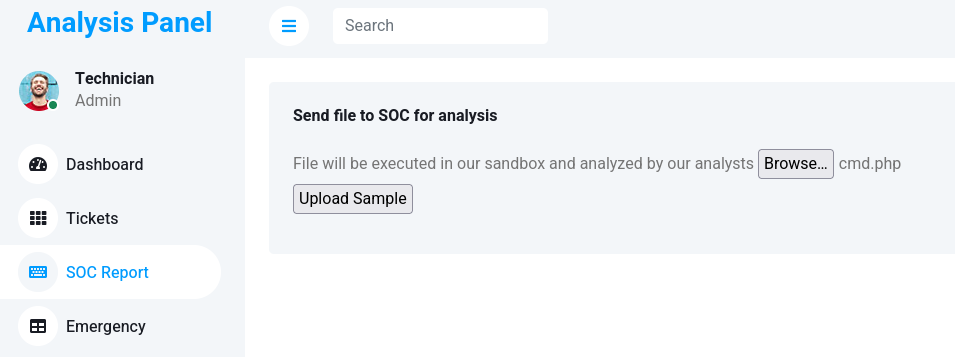 Analysis Panel
Search
Technician
Admin
Dashboard
Tickets
SOC Report
Emergency
Send file to SOC for analysis
File will be executed in our sandbox and analyzed by our analysts Browse... cmd.php
Upload Sample